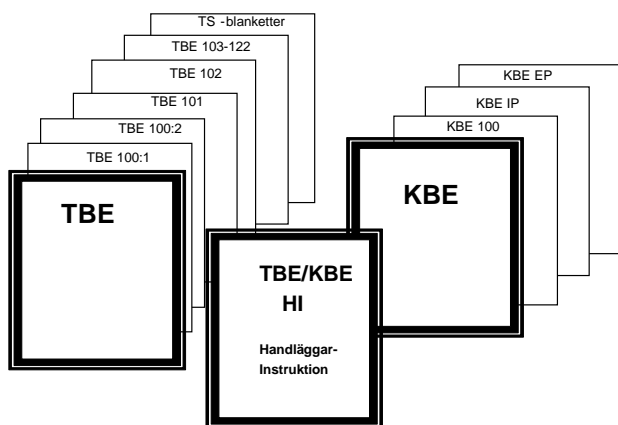 TS -blanketter
TBE 103-122
TBE 102
TBE 101
TBE 100:2
TBE 100:1
TBE
KBE EP
KBE IP
KBE 100
KBE
TBE/KBE
HI
Handläggar-
Instruktion